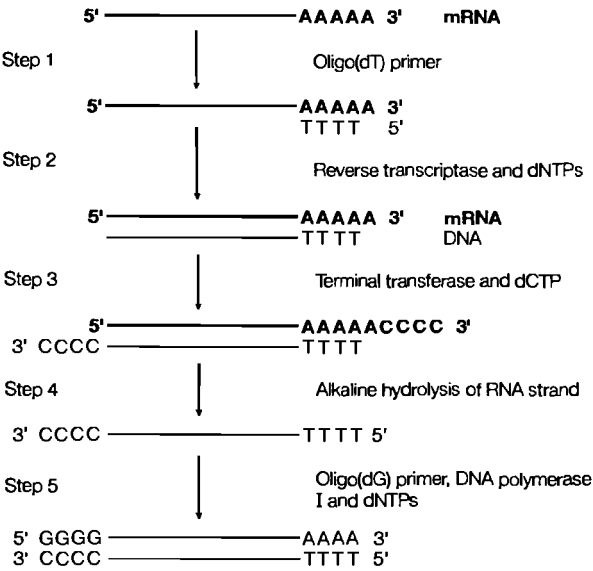 5' AAAAA 3' mRNA
Step 1 Oligo(dT) primer
5' AAAAA 3'
TTTT 5'
Step 2 Reverse transcriptase and dNTPs
5' AAAAA 3' mRNA
TTTT DNA
Step 3 Terminal transferase and dCTP
5' AAAAACCCC 3'
3' CCCC TTTT
Step 4 Alkaline hydrolysis of RNA strand
3' CCCC TTTT 5'
Step 5 Oligo(dG) primer, DNA polymerase
I and dNTPs
5' GGGG AAAA 3'
3' CCCC TTTT 5'